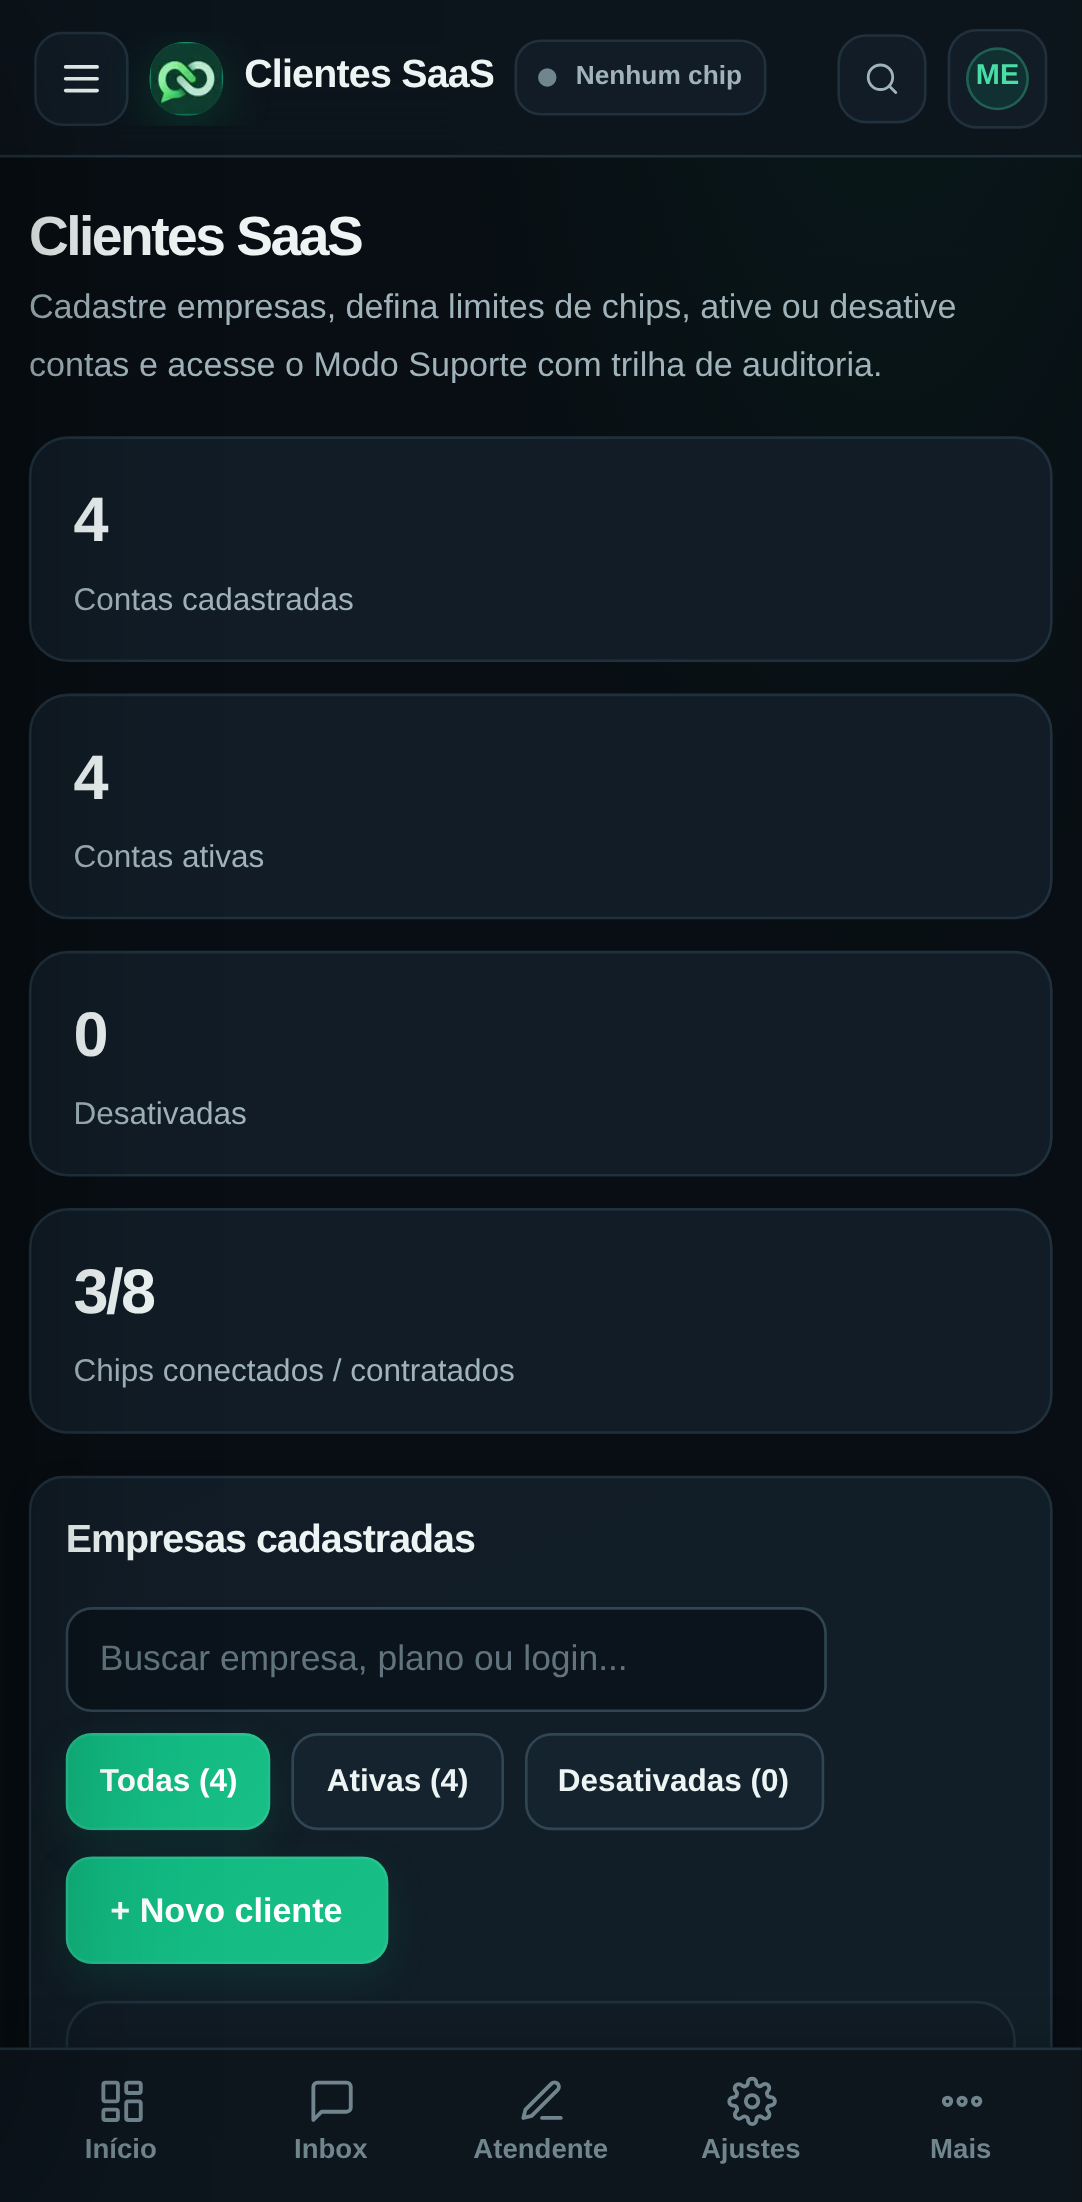 Clientes SaaS
Nenhum chip
ME
Clientes SaaS
Cadastre empresas, defina limites de chips, ative ou desative
contas e acesse o Modo Suporte com trilha de auditoria.
4
Contas cadastradas
4
Contas ativas
0
Desativadas
3/8
Chips conectados / contratados
Empresas cadastradas
Buscar empresa, plano ou login...
Todas (4)
Ativas (4)
Desativadas (0)
+ Novo cliente
Início
Inbox
Atendente
Ajustes
Mais